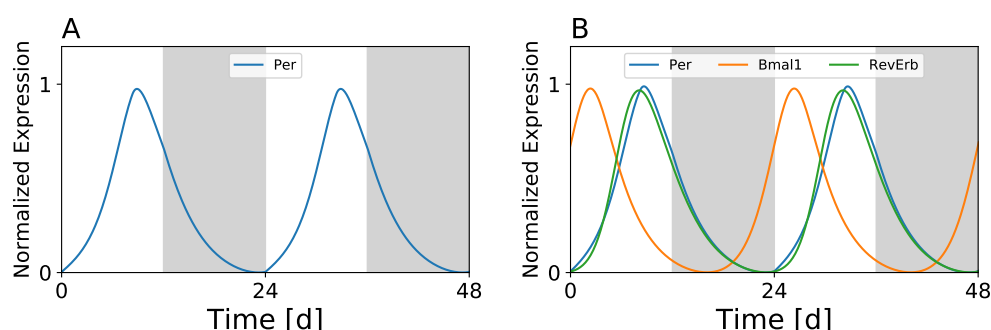 A
Normalized Expression
1
0
Per
0 24 48
Time [d]
B
Normalized Expression
1
0
Per Bmal1 RevErb
0 24 48
Time [d]